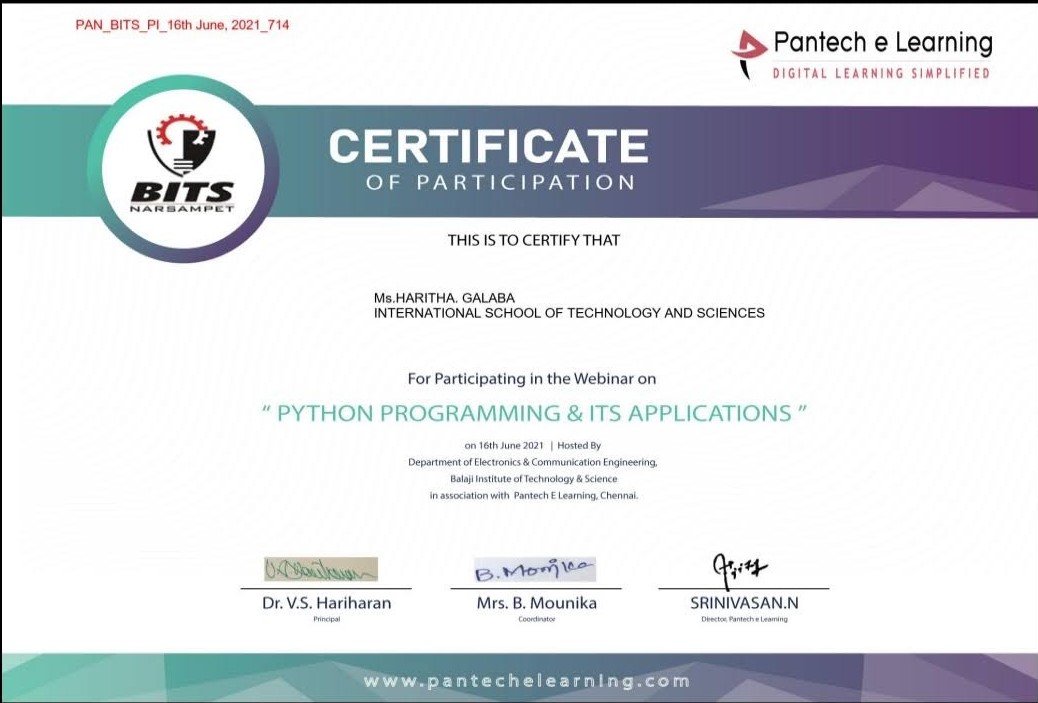 PAN_BITS_PI_16th June, 2021_714
Pantech e Learning
DIGITAL LEARNING SIMPLIFIED
BITS
NARSAMPET
CERTIFICATE
OF PARTICIPATION
THIS IS TO CERTIFY THAT
Ms.HARITHA. GALABA
INTERNATIONAL SCHOOL OF TECHNOLOGY AND SCIENCES
For Participating in the Webinar on
“ PYTHON PROGRAMMING & ITS APPLICATIONS ”
on 16th June 2021 | Hosted By
Department of Electronics & Communication Engineering,
Balaji Institute of Technology & Science
in association with Pantech E Learning, Chennai.
B. Mounika
Dr. V.S. Hariharan
Mrs. B. Mounika
SRINIVASAN.N
Principal
Coordinator
Director, Pantech e Learning
www.pantechelearning.com